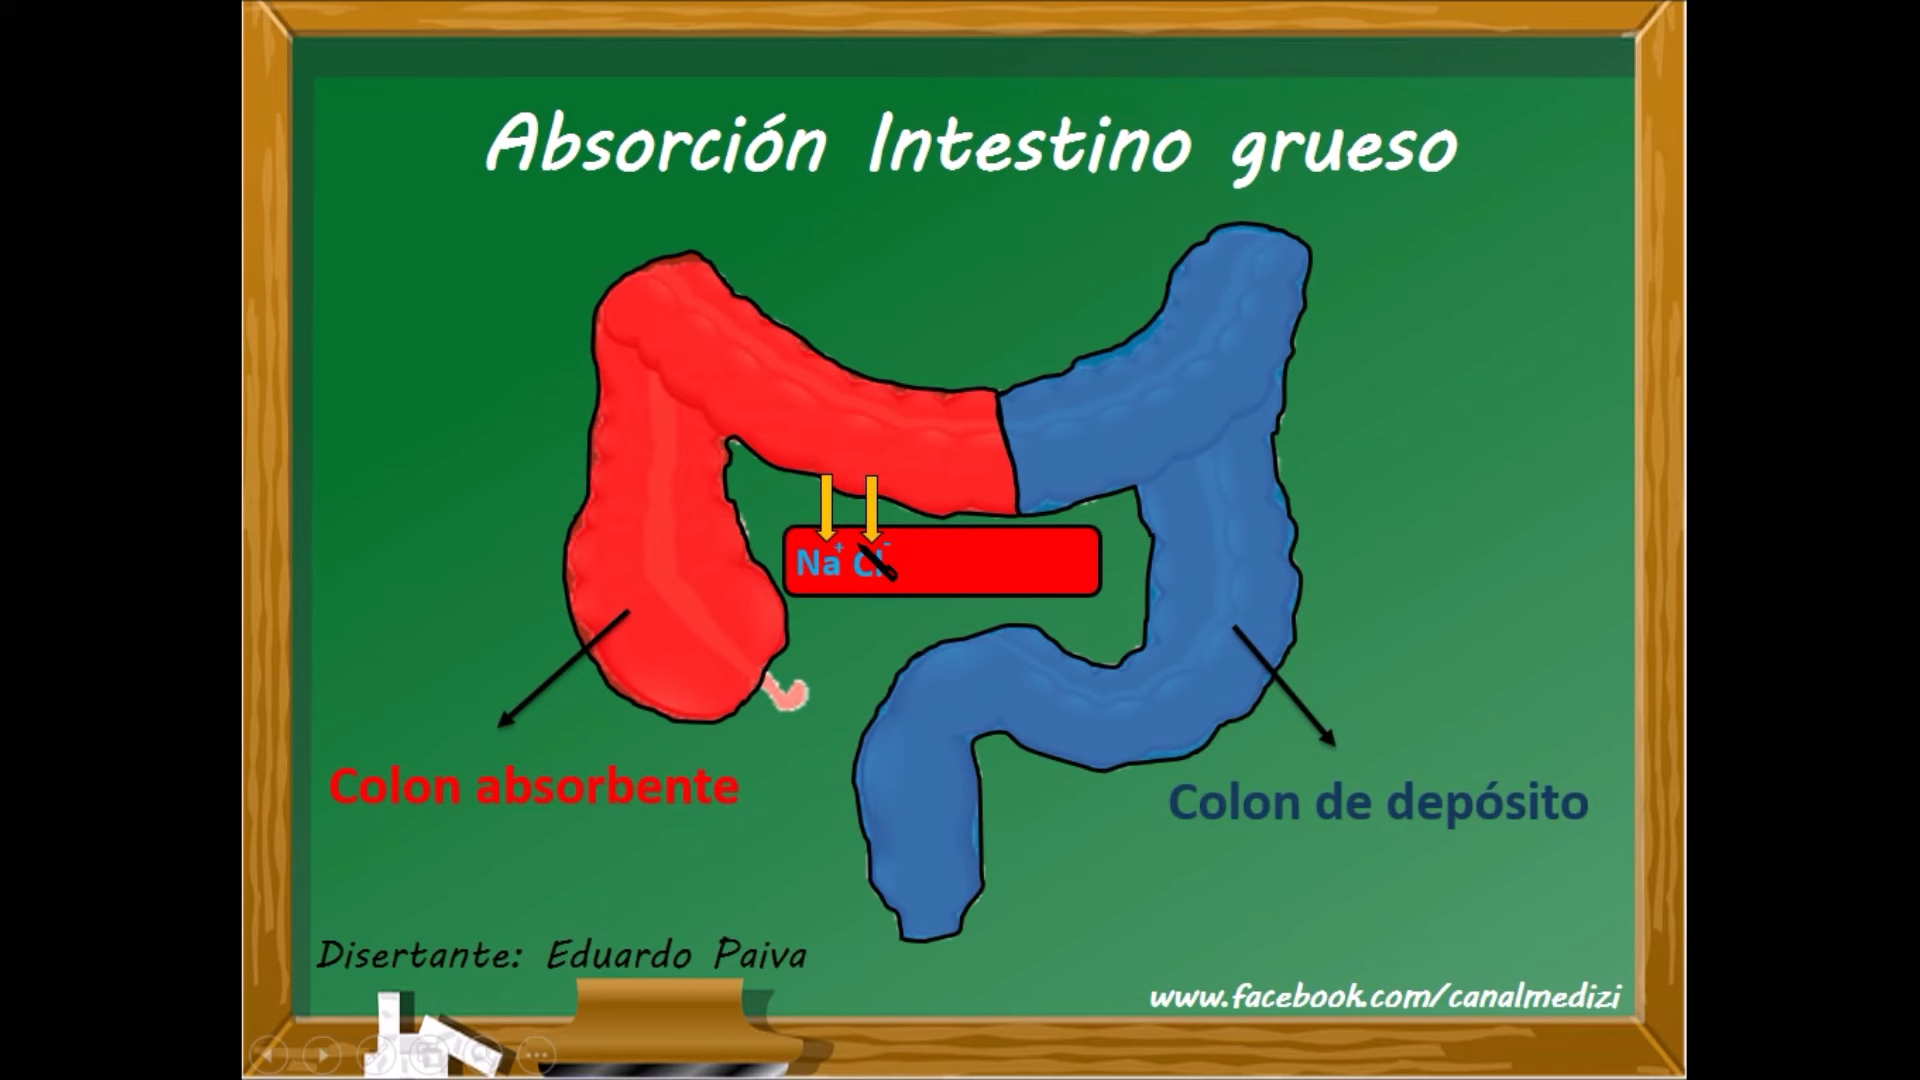 Absorción Intestino grueso
Na+ Cl-
Colon absorbente
Colon de depósito
Disertante: Eduardo Paiva
www.facebook.com/canalmedizi